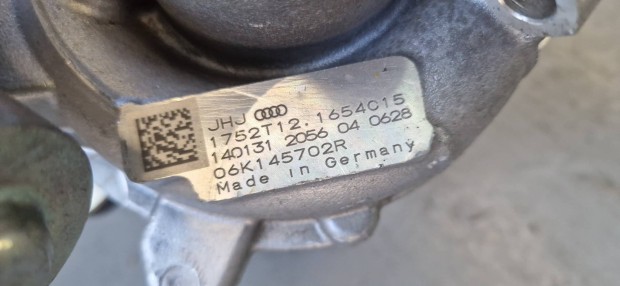 JHJ
1752T12.1654C15
140131 2056 04 0628
06K145702R
Made in Germany